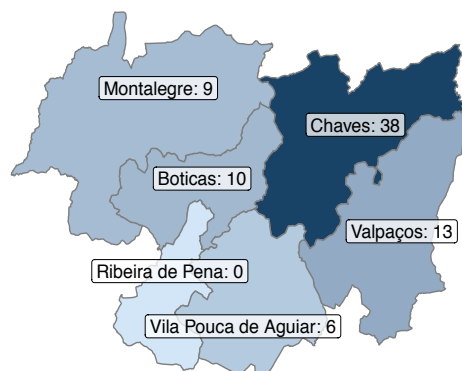 Montalegre: 9
Chaves: 38
Boticas: 10
Valpaços: 13
Ribeira de Pena: 0
Vila Pouca de Aguiar: 6